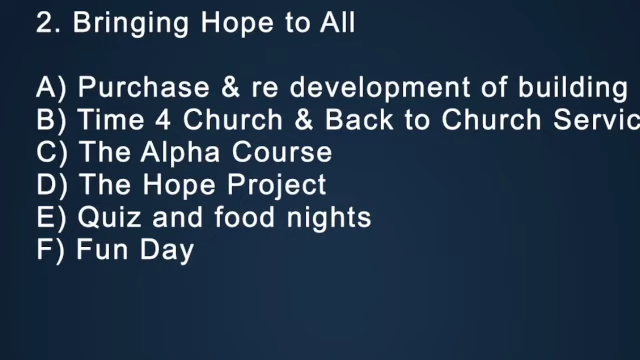 2. Bringing Hope to All
A) Purchase & re development of building
B) Time 4 Church & Back to Church Servic
C) The Alpha Course
D) The Hope Project
E) Quiz and food nights
F) Fun Day